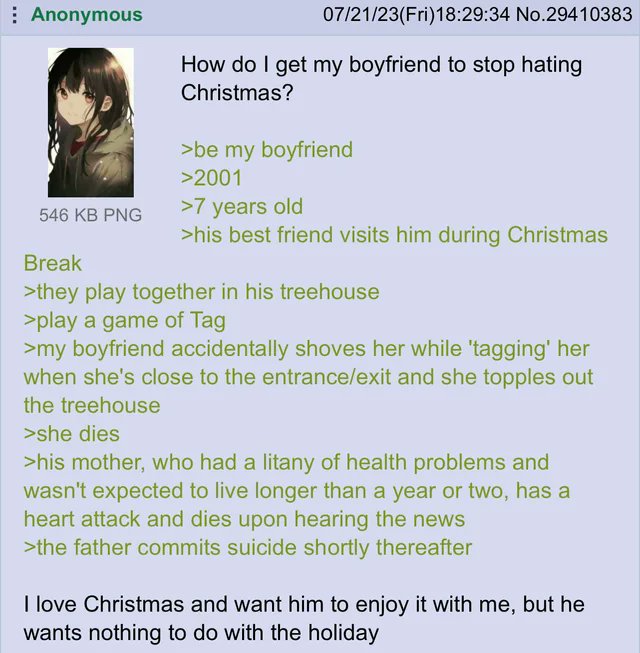 Anonymous 07/21/23(Fri)18:29:34 No.29410383
How do I get my boyfriend to stop hating
Christmas?
>be my boyfriend
>2001
>7 years old
>his best friend visits him during Christmas
Break
546 KB PNG
>they play together in his treehouse
>play a game of Tag
>my boyfriend accidentally shoves her while 'tagging' her
when she's close to the entrance/exit and she topples out
the treehouse
>she dies
>his mother, who had a litany of health problems and
wasn't expected to live longer than a year or two, has a
heart attack and dies upon hearing the news
>the father commits suicide shortly thereafter
I love Christmas and want him to enjoy it with me, but he
wants nothing to do with the holiday